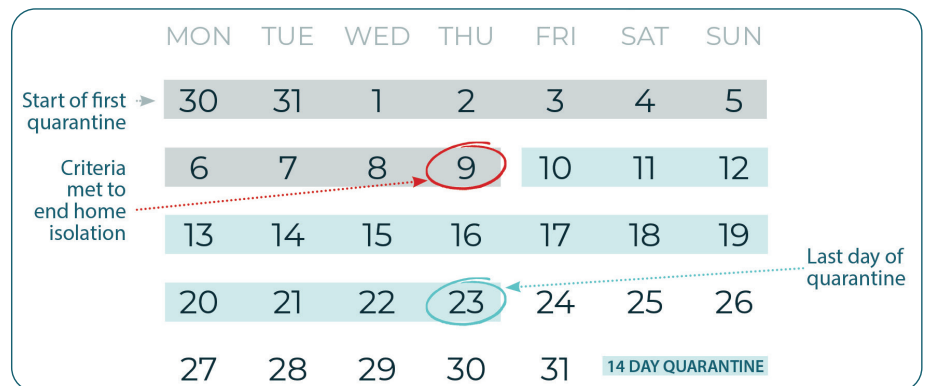 MON TUE WED THU FRI SAT SUN
Start of first
quarantine
30 31 1 2 3 4 5
Criteria
met to
end home
isolation
6 7 8 9 10 11 12
13 14 15 16 17 18 19
Last day of
quarantine
20 21 22 23 24 25 26
27 28 29 30 31 14 DAY QUARANTINE